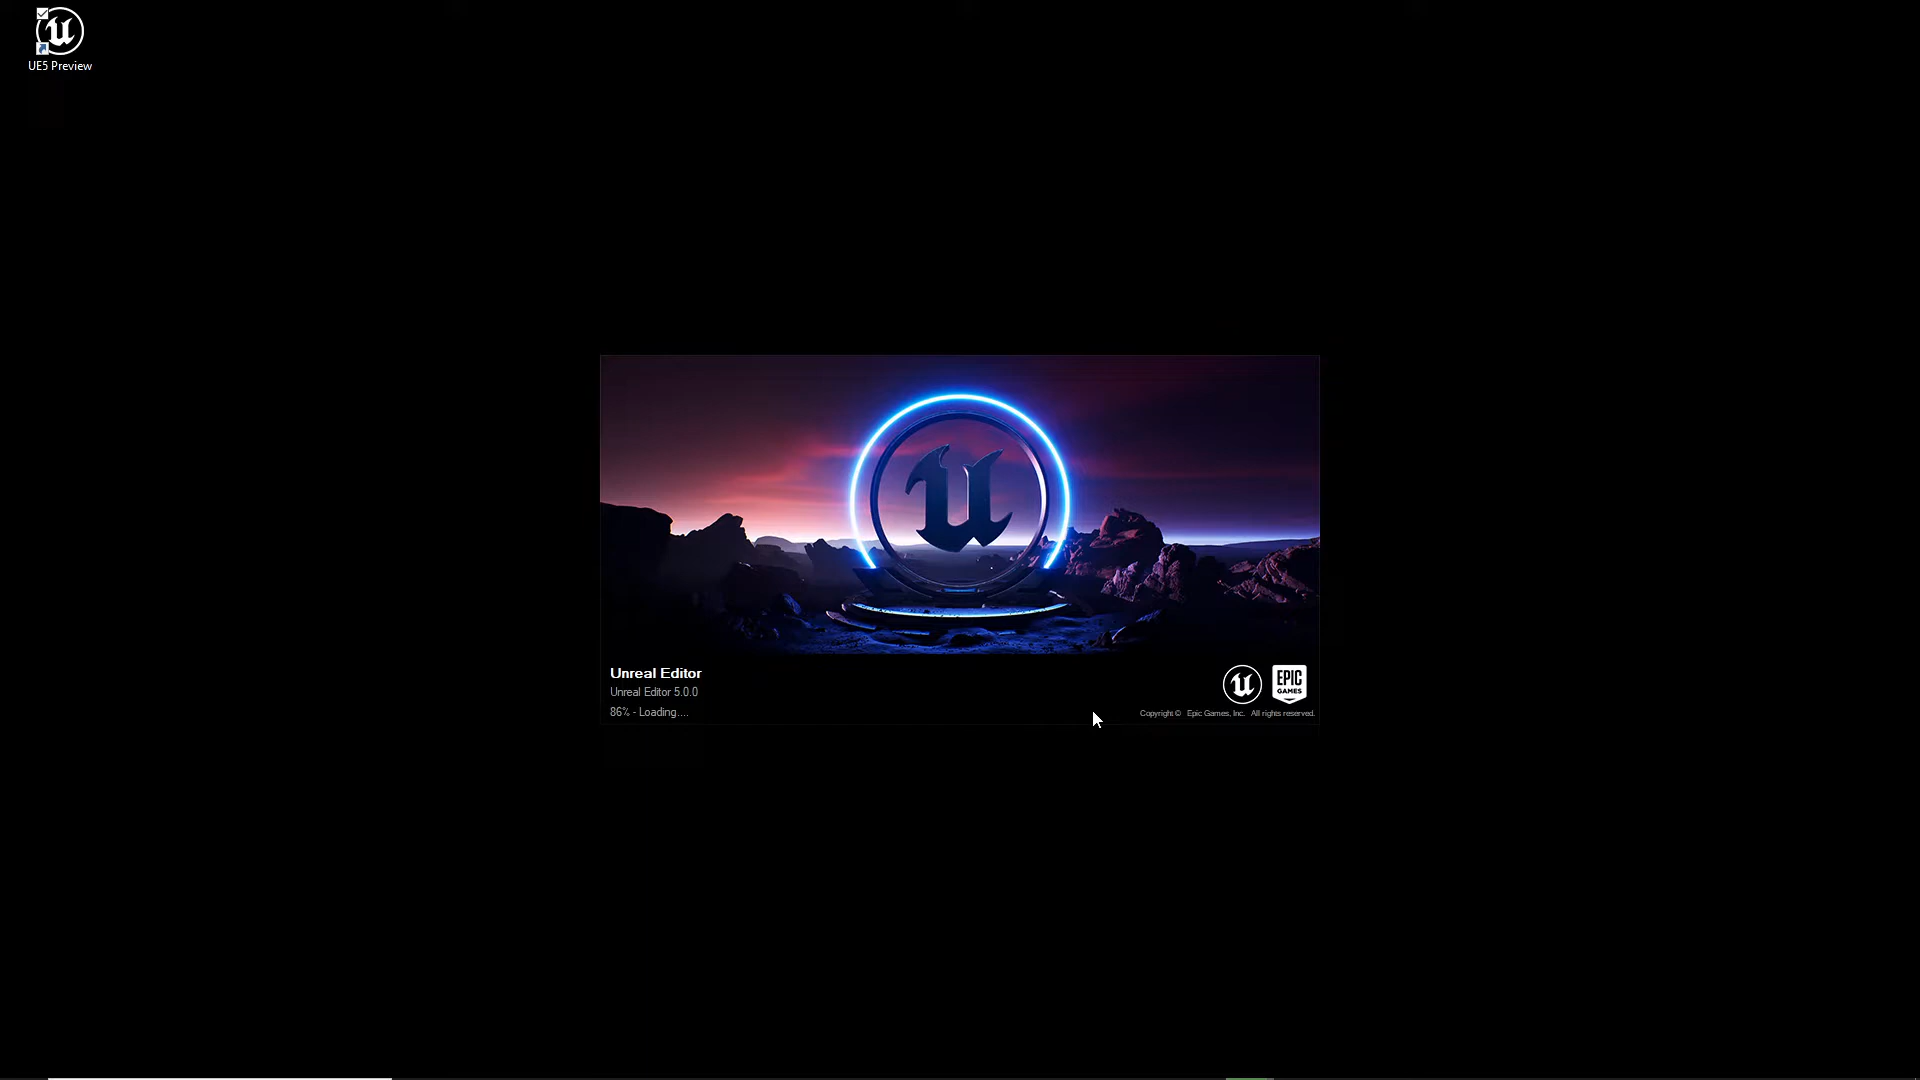 UE5 Preview
Unreal Editor
Unreal Editor 5.0.0
86% - Loading....
EPIC
GAMES
Copyright © Epic Games, Inc. All rights reserved.